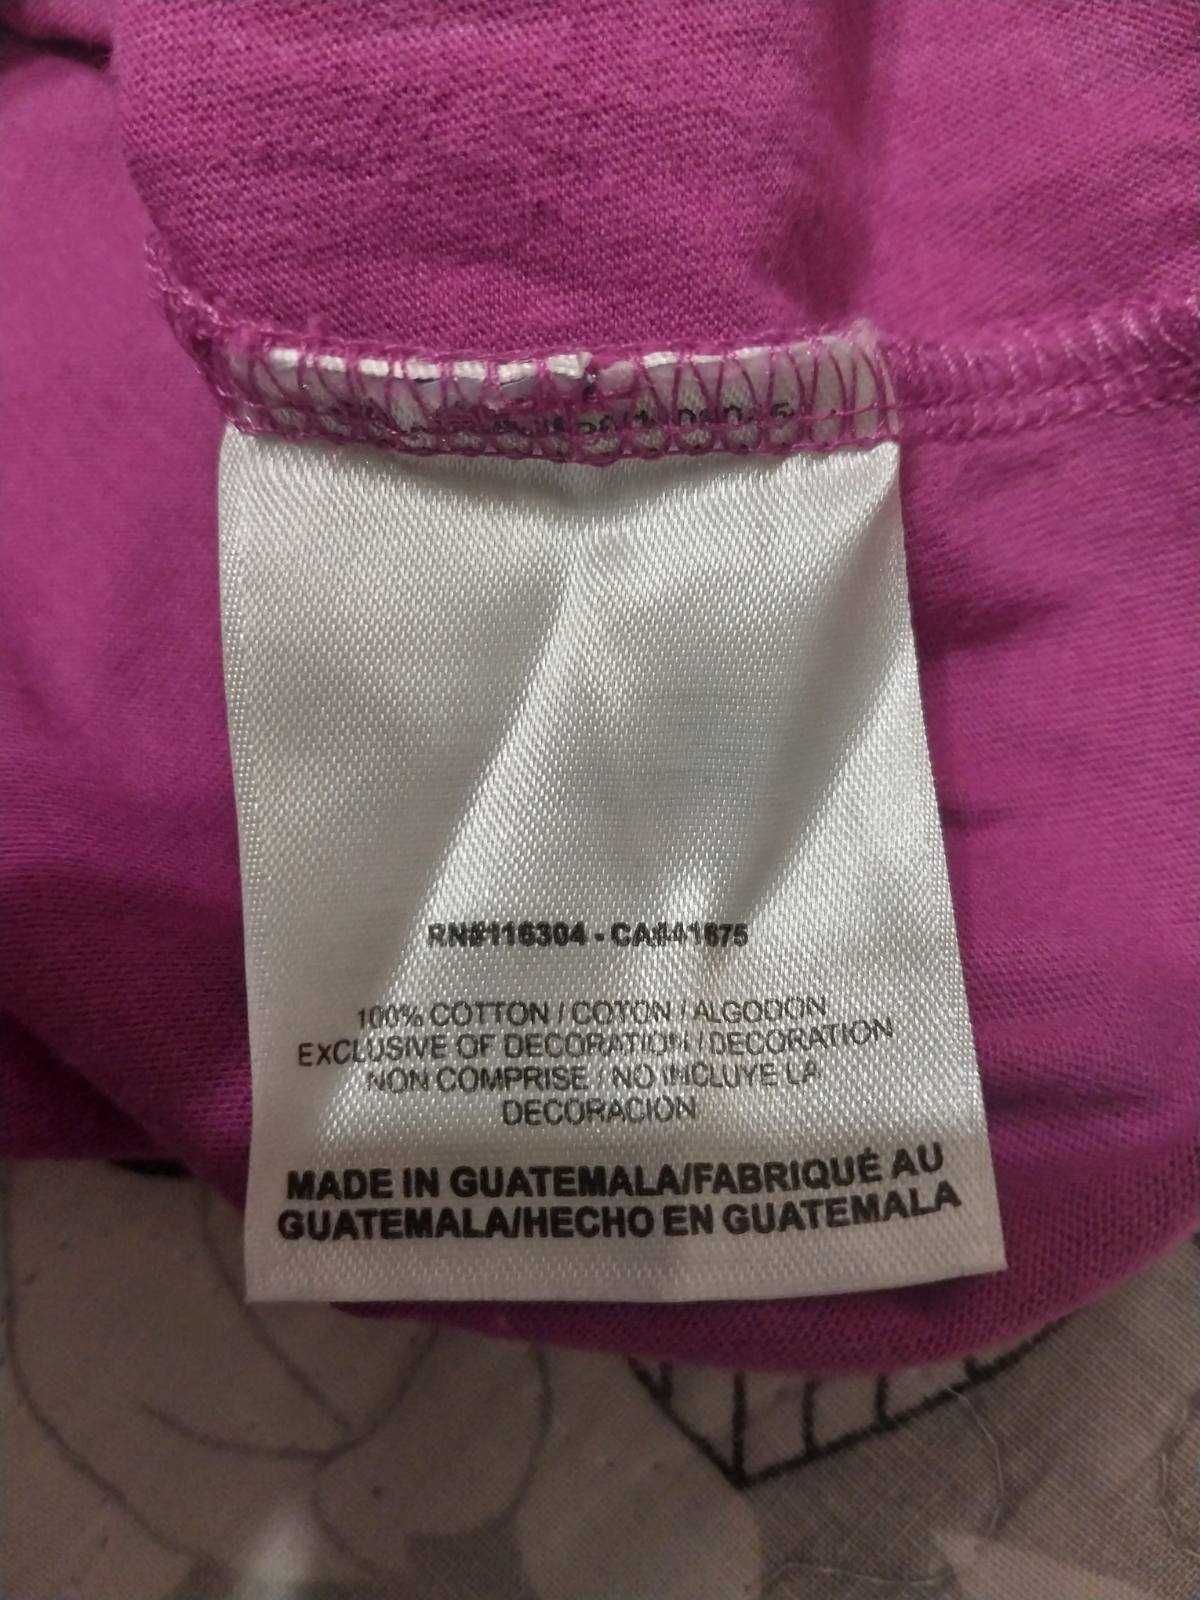 RN#116304 - CA#41675
100% COTTON / COTON / ALGODON
EXCLUSIVE OF DECORATION / DECORATION
NON COMPRISE / NO INCLUYE LA
DECORACION
MADE IN GUATEMALA/FABRIQUÉ AU
GUATEMALA/HECHO EN GUATEMALA